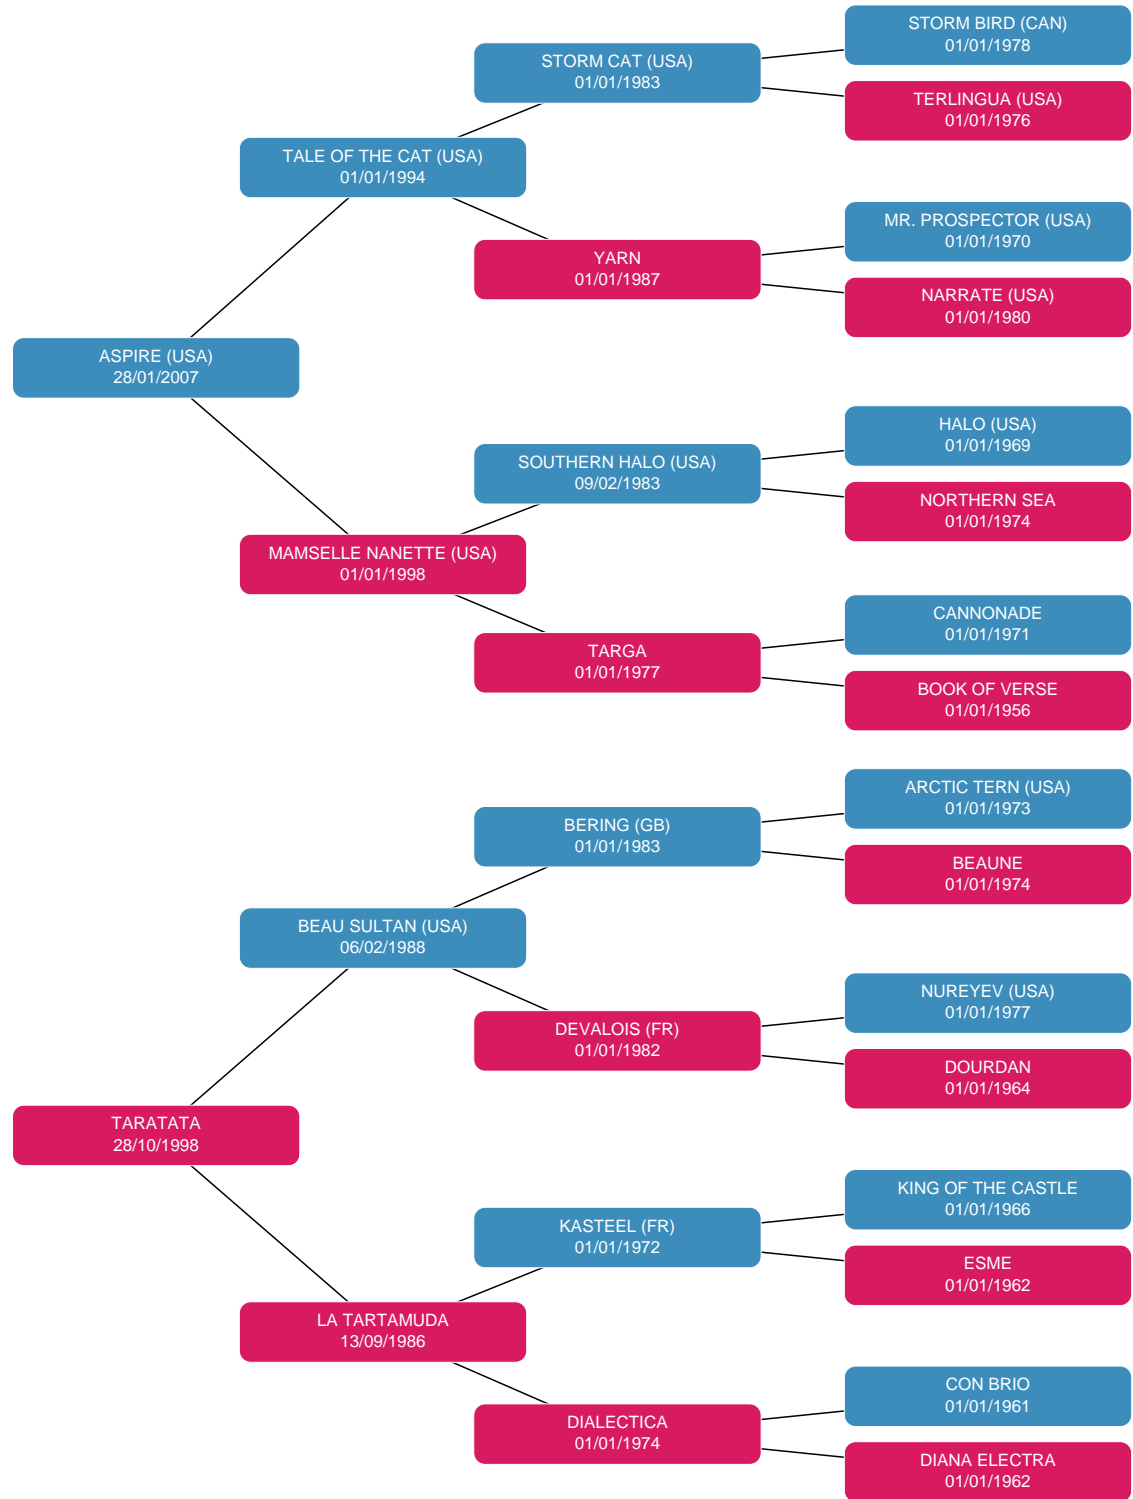 STORM BIRD (CAN)
01/01/1978
STORM CAT (USA)
01/01/1983
TERLINGUA (USA)
01/01/1976
TALE OF THE CAT (USA)
01/01/1994
MR. PROSPECTOR (USA)
01/01/1970
YARN
01/01/1987
NARRATE (USA)
01/01/1980
ASPIRE (USA)
28/01/2007
HALO (USA)
01/01/1969
SOUTHERN HALO (USA)
09/02/1983
NORTHERN SEA
01/01/1974
MAMSELLE NANETTE (USA)
01/01/1998
CANNONADE
01/01/1971
TARGA
01/01/1977
BOOK OF VERSE
01/01/1956
ARCTIC TERN (USA)
01/01/1973
BERING (GB)
01/01/1983
BEAUNE
01/01/1974
BEAU SULTAN (USA)
06/02/1988
NUREYEV (USA)
01/01/1977
DEVALOIS (FR)
01/01/1982
DOURDAN
01/01/1964
TARATATA
28/10/1998
KING OF THE CASTLE
01/01/1966
KASTEEL (FR)
01/01/1972
ESME
01/01/1962
LA TARTAMUDA
13/09/1986
CON BRIO
01/01/1961
DIALECTICA
01/01/1974
DIANA ELECTRA
01/01/1962